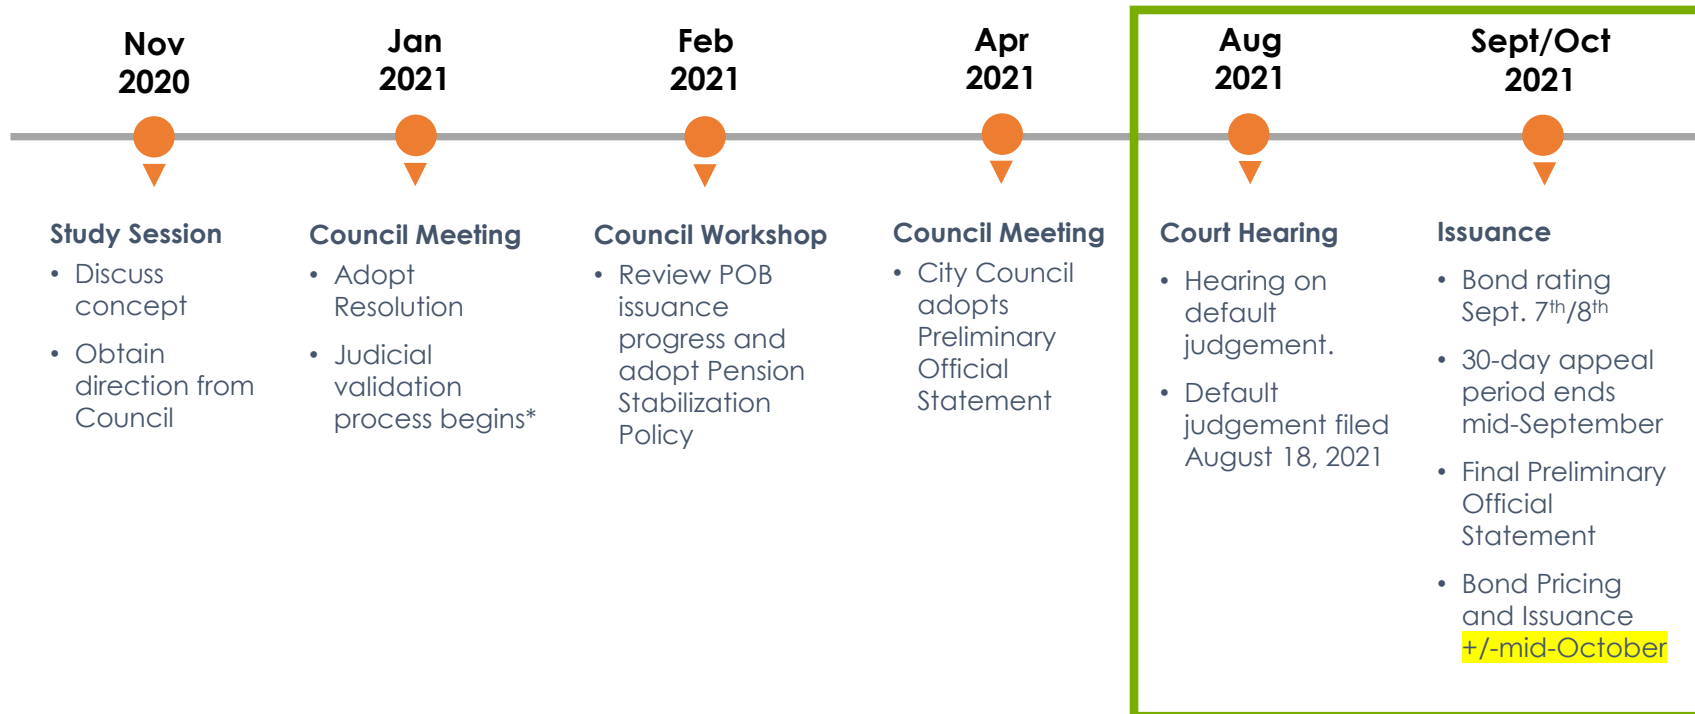 Nov
2020
Jan
2021
Feb
2021
Apr
2021
Aug
2021
Sept/Oct
2021
Study Session
• Discuss
concept
• Obtain
direction from
Council
Council Meeting
• Adopt
Resolution
• Judicial
validation
process begins*
Council Workshop
• Review POB
issuance
progress and
adopt Pension
Stabilization
Policy
Council Meeting
• City Council
adopts
Preliminary
Official
Statement
Court Hearing
• Hearing on
default
judgement.
• Default
judgement filed
August 18, 2021
Issuance
• Bond rating
Sept. 7th/8th
• 30-day appeal
period ends
mid-September
• Final Preliminary
Official
Statement
• Bond Pricing
and Issuance
+/-mid-October